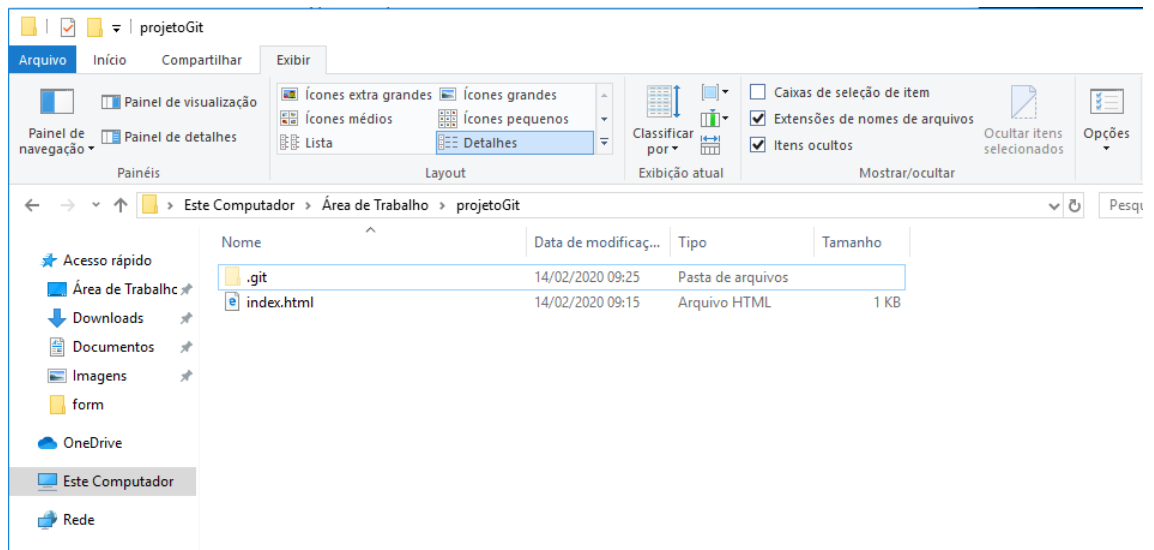 projetoGit
Arquivo Início Compartilhar Exibir
Painel de navegação
Painel de visualização
Painel de detalhes
Painéis
Ícones extra grandes Ícones grandes
Ícones médios Ícones pequenos
Lista Detalhes
Layout
Classificar por
Exibição atual
Caixas de seleção de item
Extensões de nomes de arquivos
Itens ocultos
Ocultar itens selecionados
Mostrar/ocultar
Opções
Este Computador > Área de Trabalho > projetoGit
Pesqu
Acesso rápido
Área de Trabalhc
Downloads
Documentos
Imagens
form
OneDrive
Este Computador
Rede
Nome Data de modificaç... Tipo Tamanho
.git 14/02/2020 09:25 Pasta de arquivos
index.html 14/02/2020 09:15 Arquivo HTML 1 KB